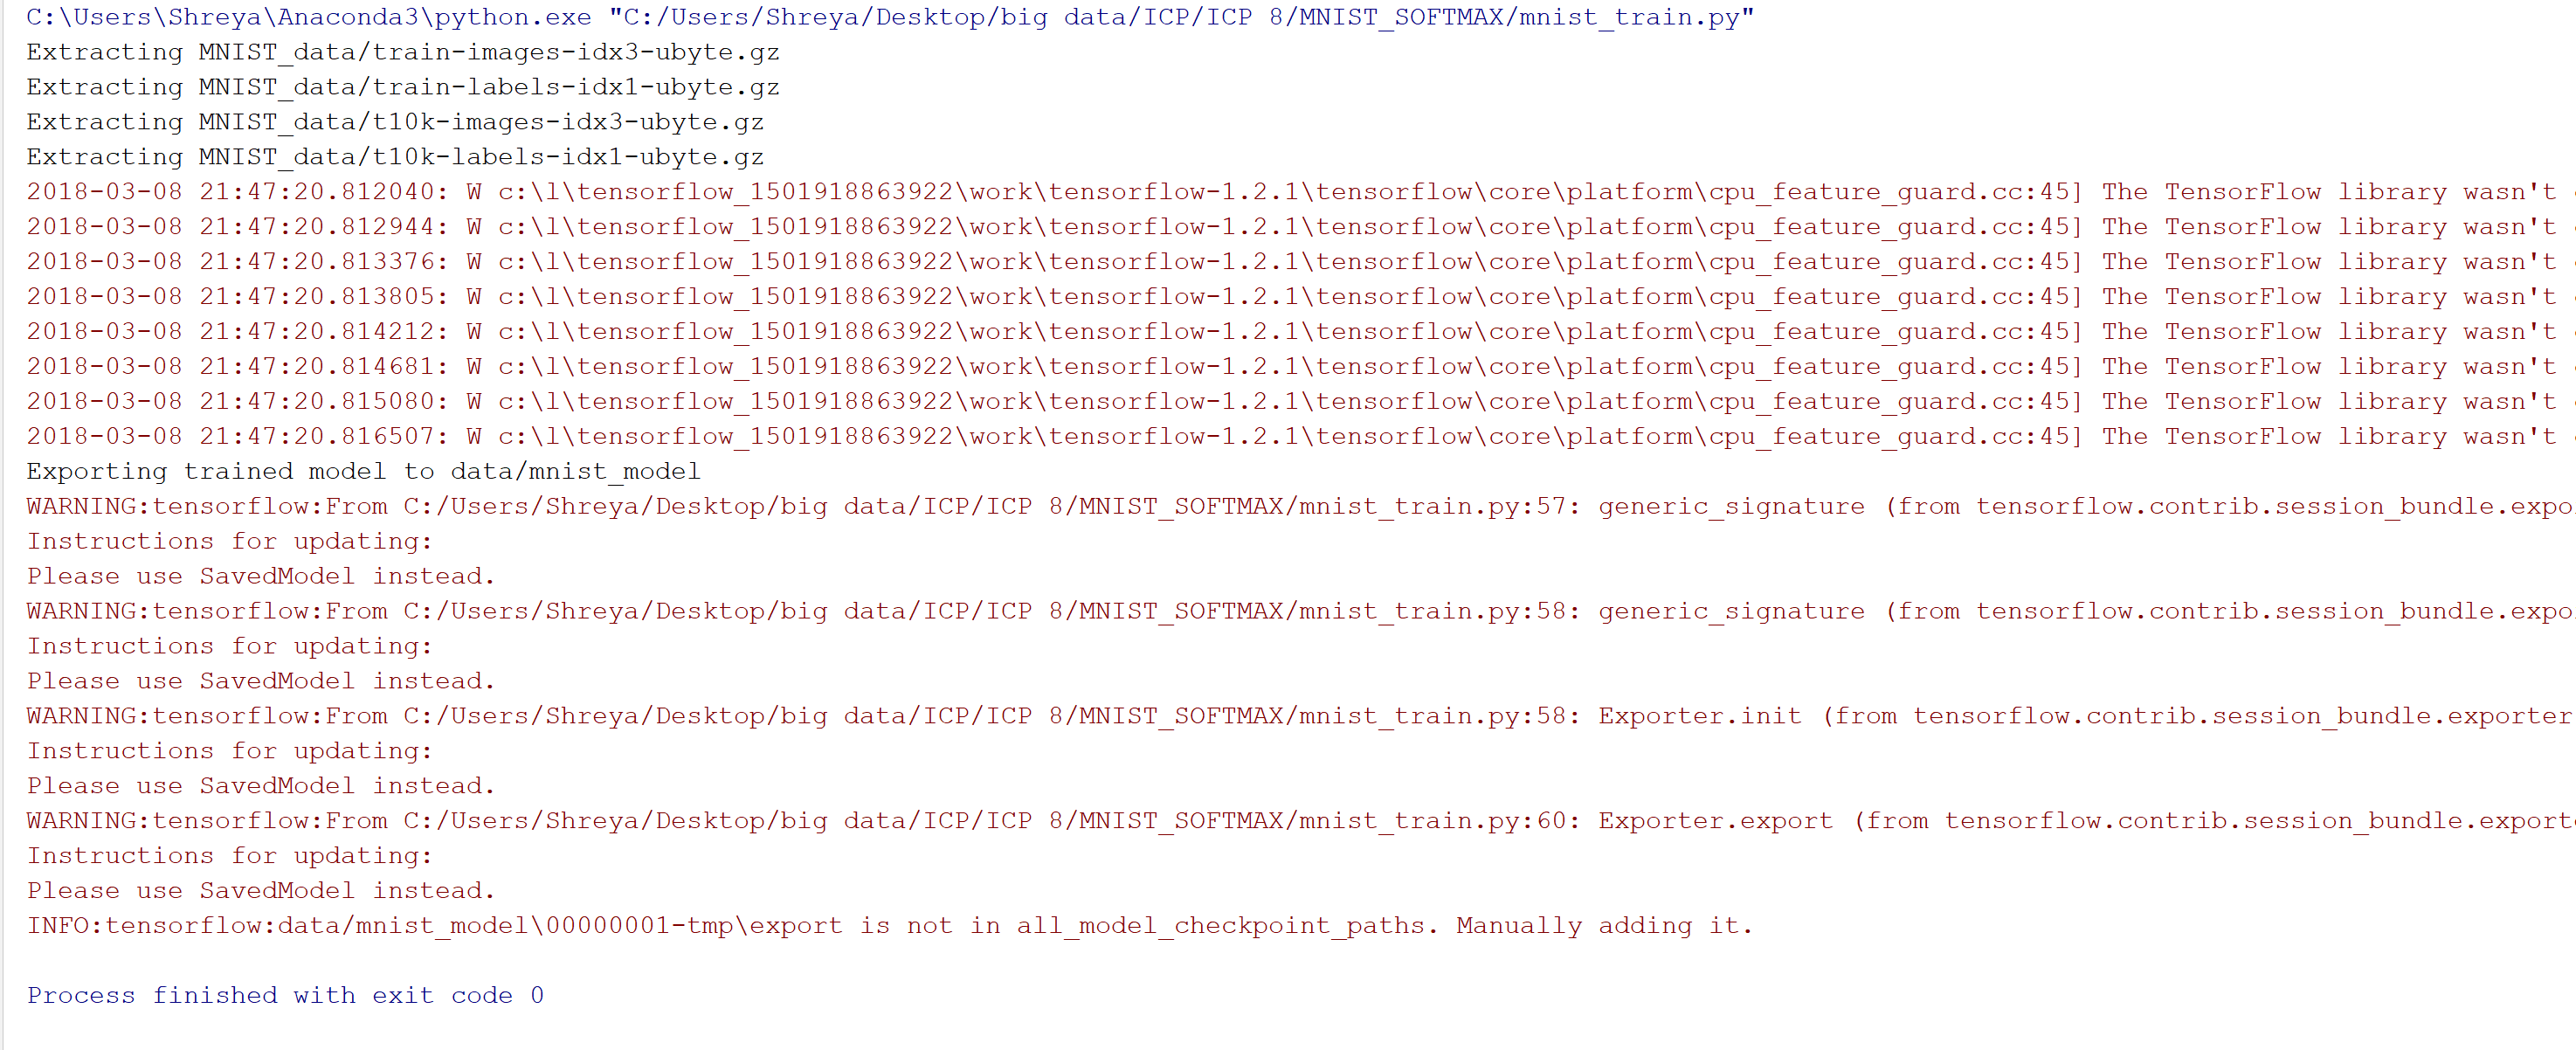 C:\Users\Shreya\Anaconda3\python.exe "C:/Users/Shreya/Desktop/big data/ICP/ICP 8/MNIST_SOFTMAX/mnist_train.py"
Extracting MNIST_data/train-images-idx3-ubyte.gz
Extracting MNIST_data/train-labels-idx1-ubyte.gz
Extracting MNIST_data/t10k-images-idx3-ubyte.gz
Extracting MNIST_data/t10k-labels-idx1-ubyte.gz
2018-03-08 21:47:20.812040: W c:\l\tensorflow_1501918863922\work\tensorflow-1.2.1\tensorflow\core\platform\cpu_feature_guard.cc:45] The TensorFlow library wasn't
2018-03-08 21:47:20.812944: W c:\l\tensorflow_1501918863922\work\tensorflow-1.2.1\tensorflow\core\platform\cpu_feature_guard.cc:45] The TensorFlow library wasn't
2018-03-08 21:47:20.813376: W c:\l\tensorflow_1501918863922\work\tensorflow-1.2.1\tensorflow\core\platform\cpu_feature_guard.cc:45] The TensorFlow library wasn't
2018-03-08 21:47:20.813805: W c:\l\tensorflow_1501918863922\work\tensorflow-1.2.1\tensorflow\core\platform\cpu_feature_guard.cc:45] The TensorFlow library wasn't
2018-03-08 21:47:20.814212: W c:\l\tensorflow_1501918863922\work\tensorflow-1.2.1\tensorflow\core\platform\cpu_feature_guard.cc:45] The TensorFlow library wasn't
2018-03-08 21:47:20.814681: W c:\l\tensorflow_1501918863922\work\tensorflow-1.2.1\tensorflow\core\platform\cpu_feature_guard.cc:45] The TensorFlow library wasn't
2018-03-08 21:47:20.815080: W c:\l\tensorflow_1501918863922\work\tensorflow-1.2.1\tensorflow\core\platform\cpu_feature_guard.cc:45] The TensorFlow library wasn't
2018-03-08 21:47:20.816507: W c:\l\tensorflow_1501918863922\work\tensorflow-1.2.1\tensorflow\core\platform\cpu_feature_guard.cc:45] The TensorFlow library wasn't
Exporting trained model to data/mnist_model
WARNING:tensorflow:From C:/Users/Shreya/Desktop/big data/ICP/ICP 8/MNIST_SOFTMAX/mnist_train.py:57: generic_signature (from tensorflow.contrib.session_bundle.expo
Instructions for updating:
Please use SavedModel instead.
WARNING:tensorflow:From C:/Users/Shreya/Desktop/big data/ICP/ICP 8/MNIST_SOFTMAX/mnist_train.py:58: generic_signature (from tensorflow.contrib.session_bundle.expo
Instructions for updating:
Please use SavedModel instead.
WARNING:tensorflow:From C:/Users/Shreya/Desktop/big data/ICP/ICP 8/MNIST_SOFTMAX/mnist_train.py:58: Exporter.init (from tensorflow.contrib.session_bundle.exporter
Instructions for updating:
Please use SavedModel instead.
WARNING:tensorflow:From C:/Users/Shreya/Desktop/big data/ICP/ICP 8/MNIST_SOFTMAX/mnist_train.py:60: Exporter.export (from tensorflow.contrib.session_bundle.export
Instructions for updating:
Please use SavedModel instead.
INFO:tensorflow:data/mnist_model\00000001-tmp\export is not in all_model_checkpoint_paths. Manually adding it.
Process finished with exit code 0